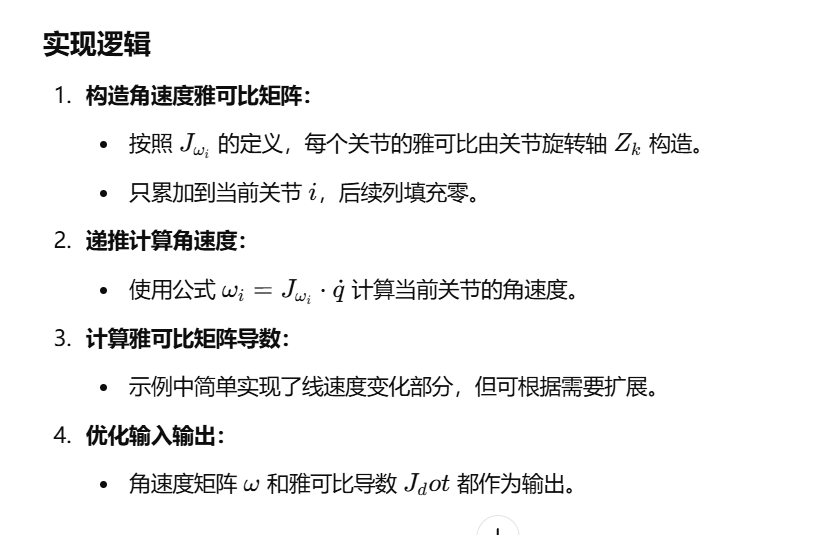 实现逻辑
1. 构造角速度雅可比矩阵：
• 按照 $J_{\omega_i}$ 的定义，每个关节的雅可比由关节旋转轴 $Z_k$ 构造。
• 只累加到当前关节 $i$，后续列填充零。
2. 递推计算角速度：
• 使用公式 $\omega_i = J_{\omega_i} \cdot \dot{q}$ 计算当前关节的角速度。
3. 计算雅可比矩阵导数：
• 示例中简单实现了线速度变化部分，但可根据需要扩展。
4. 优化输入输出：
• 角速度矩阵 $\omega$ 和雅可比导数 $J_dot$ 都作为输出。